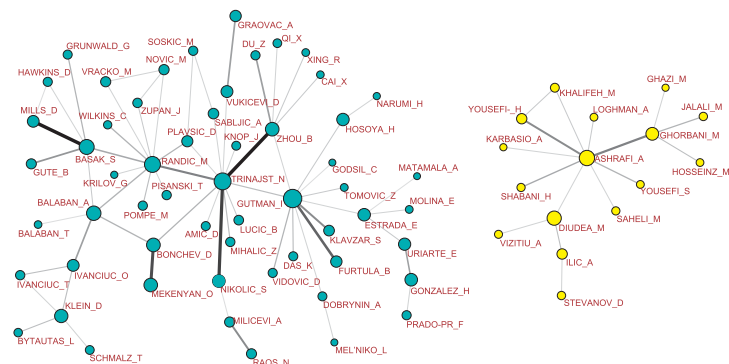 GRAOVAC_A
SOSKIC_M
DU_Z
QI_X
GRUNWALD_G
NOVIC_M
XING_R
HAWKINS_D
VRACKO_M
CAI_X
VUKICEVI_D
NARUMI_H
MILLS_D
WILKINS_C
ZUPAN_J
SABLJIC_A
PLAVSIC_D
KNOP_J
ZHOU_B
HOSOYA_H
BASAK_S
RANDIC_M
GUTE_B
KRILOV_G
PISANSKI_T
TRINAJST_N
GODSIL_C
MATAMALA_A
TOMOVIC_Z
BALABAN_A
POMPE_M
GUTMAN_I
MOLINA_E
ESTRADA_E
BALABAN_T
AMIC_D
LUCIC_B
KLAVZAR_S
MIHALIC_Z
BONCHEV_D
URIARTE_E
DAS_K
FURTULA_B
IVANCIUC_O
VIDOVIC_D
IVANCIUC_T
MEKENYAN_O
NIKOLIC_S
GONZALEZ_H
DOBRYNIN_A
KLEIN_D
PRADO-PR_F
MILICEVI_A
BYTAUTAS_L
SCHMALZ_T
MEL'NIKO_L
RAOS_N
GHAZI_M
KHALIFEH_M
YOUSEFI-_H
LOGHMAN_A
JALALI_M
GHORBANI_M
KARBASIO_A
ASHRAFI_A
HOSSEINZ_M
SHABANI_H
YOUSEFI_S
SAHELI_M
DIUDEA_M
VIZITIU_A
ILIC_A
STEVANOV_D